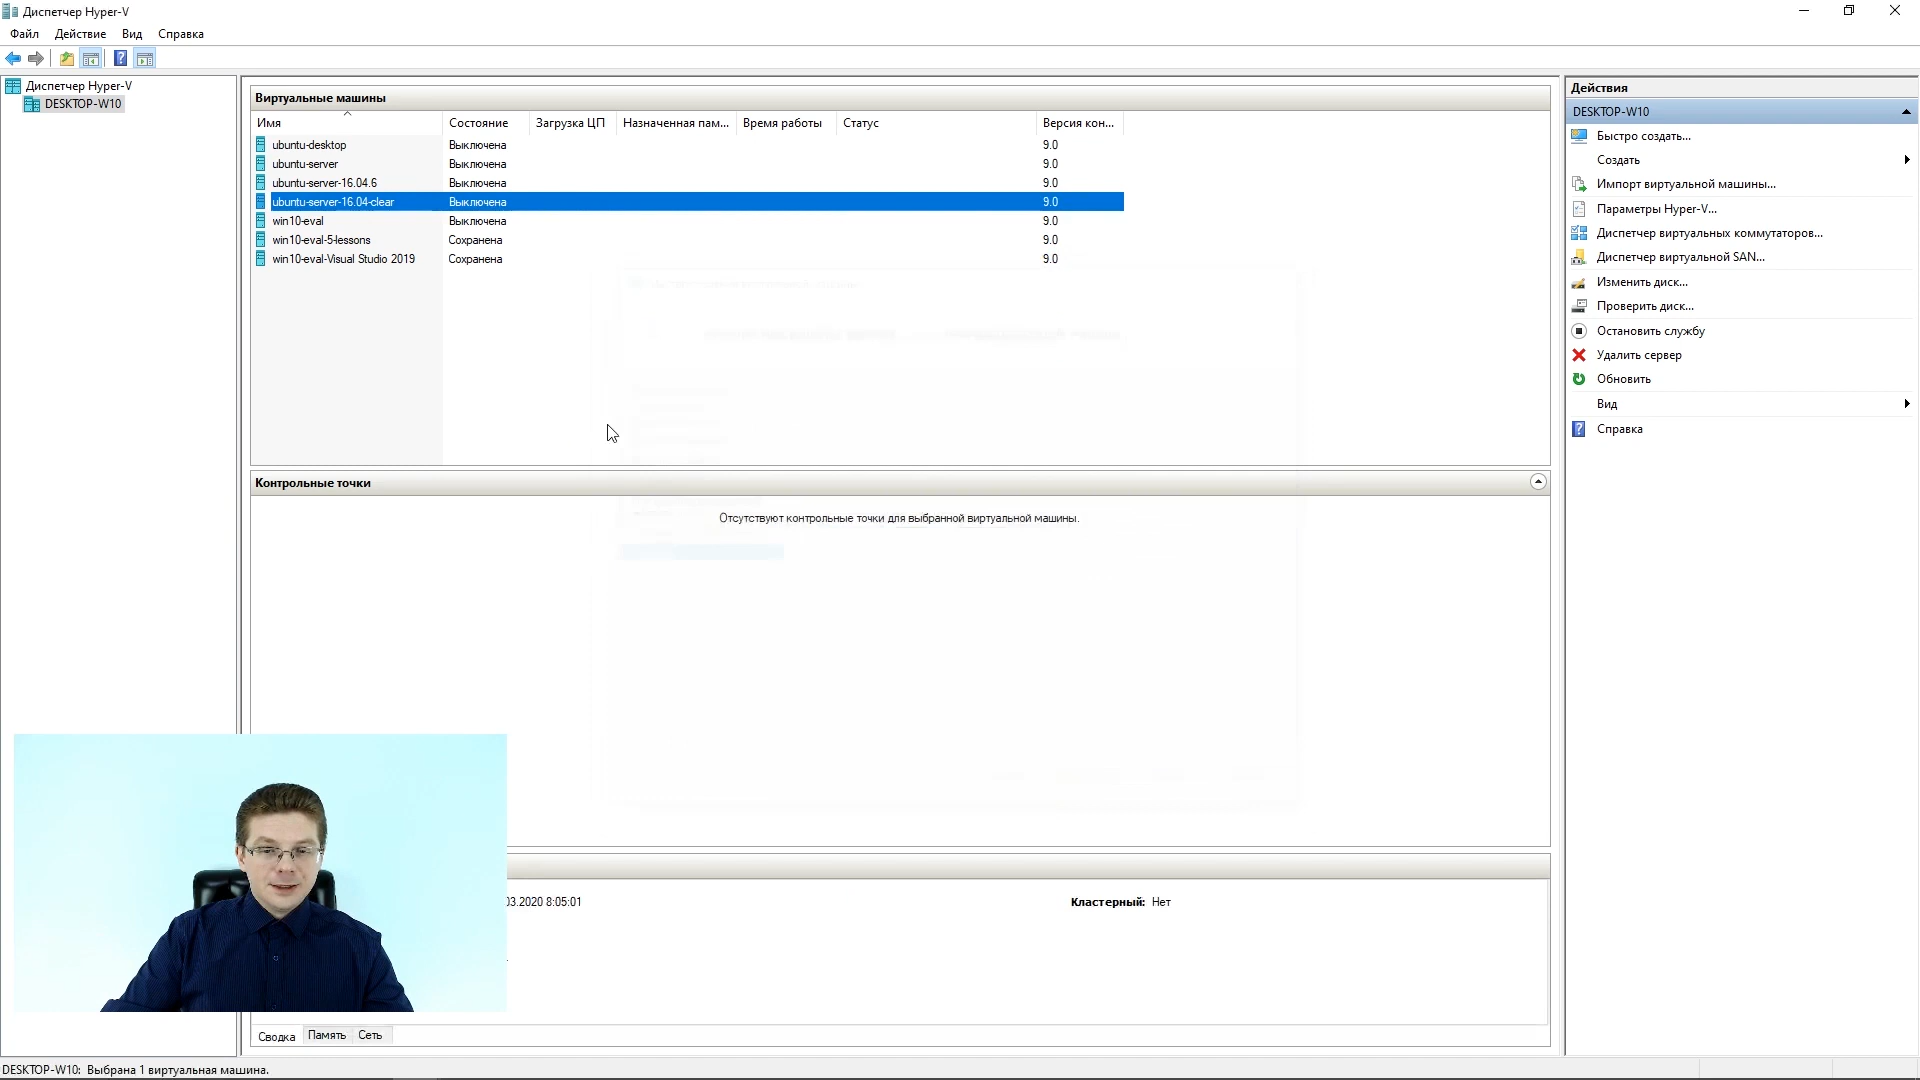 Диспетчер Hyper-V
Файл Действие Вид Справка
Диспетчер Hyper-V
DESKTOP-W10
Виртуальные машины
Имя Состояние Загрузка ЦП Назначенная пам... Время работы Статус Версия кон...
ubuntu-desktop Выключена 9.0
ubuntu-server Выключена 9.0
ubuntu-server-16.04.6 Выключена 9.0
ubuntu-server-16.04-clear Выключена 9.0
win10-eval Выключена 9.0
win10-eval-5-lessons Сохранена 9.0
win10-eval-Visual Studio 2019 Сохранена 9.0
Контрольные точки
Отсутствуют контрольные точки для выбранной виртуальной машины.
03.2020 8:05:01 Кластерный: Нет
Сводка Память Сеть
DESKTOP-W10: Выбрана 1 виртуальная машина.
Действия
DESKTOP-W10
Быстро создать...
Создать
Импорт виртуальной машины...
Параметры Hyper-V...
Диспетчер виртуальных коммутаторов...
Диспетчер виртуальной SAN...
Изменить диск...
Проверить диск...
Остановить службу
Удалить сервер
Обновить
Вид
Справка